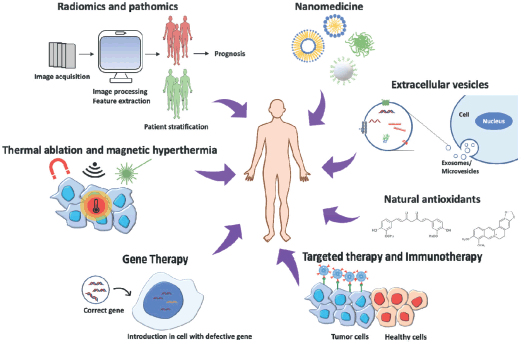 Radiomics and pathomics
Nanomedicine
Image acquisition
Image processing
Feature extraction
Prognosis
Patient stratification
Extracellular vesicles
Cell
Nucleus
Exosomes/
Microvesicles
Thermal ablation and magnetic hyperthermia
Natural antioxidants
Gene Therapy
Correct gene
Introduction in cell with defective gene
Targeted therapy and Immunotherapy
Tumor cells
Healthy cells